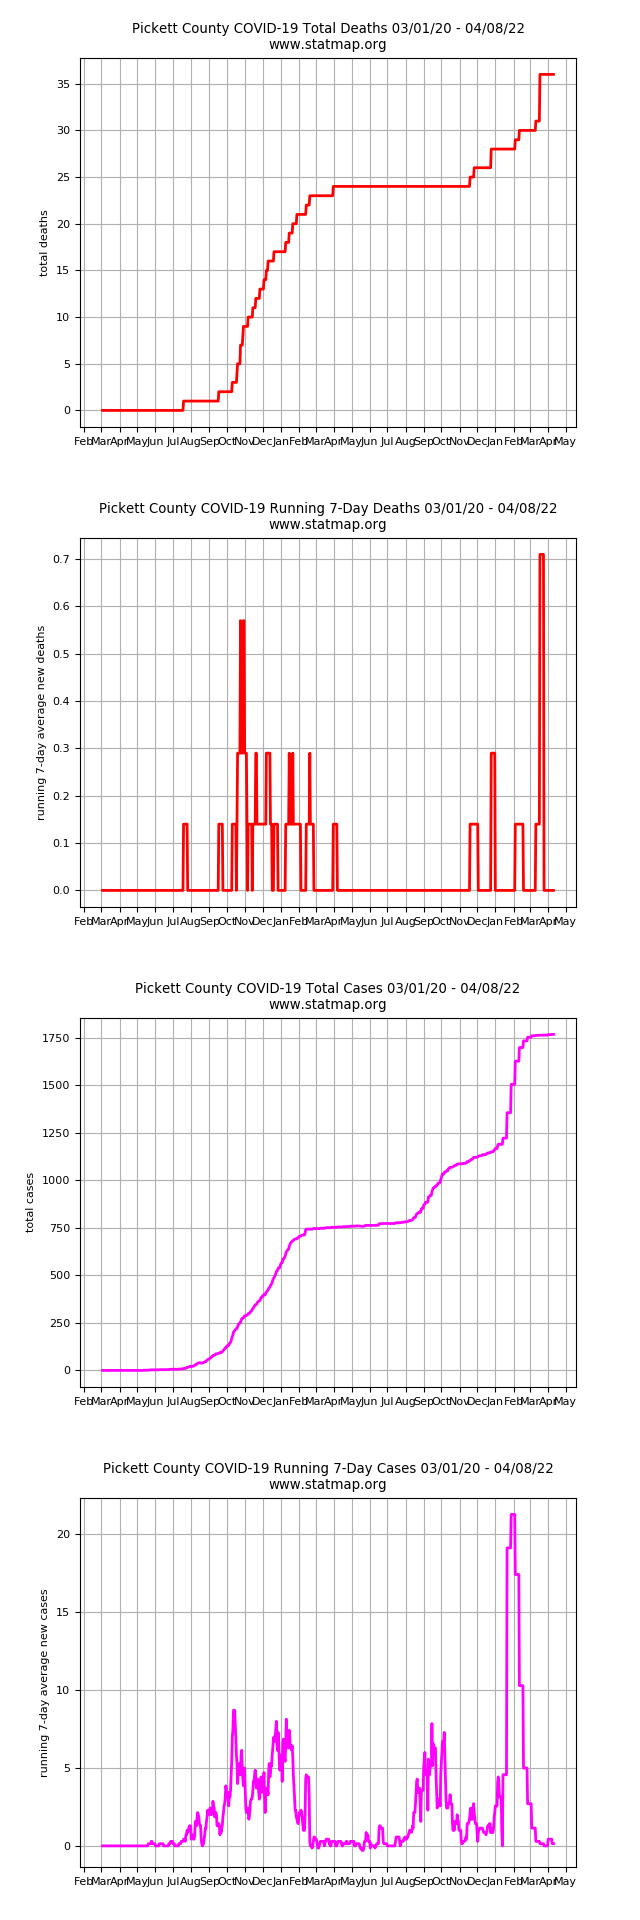 Pickett County COVID-19 Total Deaths 03/01/20 - 04/08/22
www.statmap.org
35
30
25
20
15
10
5
0
total deaths
Feb Mar Apr May Jun Jul Aug Sep Oct Nov Dec Jan Feb Mar Apr May Jun Jul Aug Sep Oct Nov Dec Jan Feb Mar Apr May
Pickett County COVID-19 Running 7-Day Deaths 03/01/20 - 04/08/22
www.statmap.org
0.7
0.6
0.5
0.4
0.3
0.2
0.1
0.0
running 7-day average new deaths
Feb Mar Apr May Jun Jul Aug Sep Oct Nov Dec Jan Feb Mar Apr May Jun Jul Aug Sep Oct Nov Dec Jan Feb Mar Apr May
Pickett County COVID-19 Total Cases 03/01/20 - 04/08/22
www.statmap.org
1750
1500
1250
1000
750
500
250
0
total cases
Feb Mar Apr May Jun Jul Aug Sep Oct Nov Dec Jan Feb Mar Apr May Jun Jul Aug Sep Oct Nov Dec Jan Feb Mar Apr May
Pickett County COVID-19 Running 7-Day Cases 03/01/20 - 04/08/22
www.statmap.org
20
15
10
5
0
running 7-day average new cases
Feb Mar Apr May Jun Jul Aug Sep Oct Nov Dec Jan Feb Mar Apr May Jun Jul Aug Sep Oct Nov Dec Jan Feb Mar Apr May